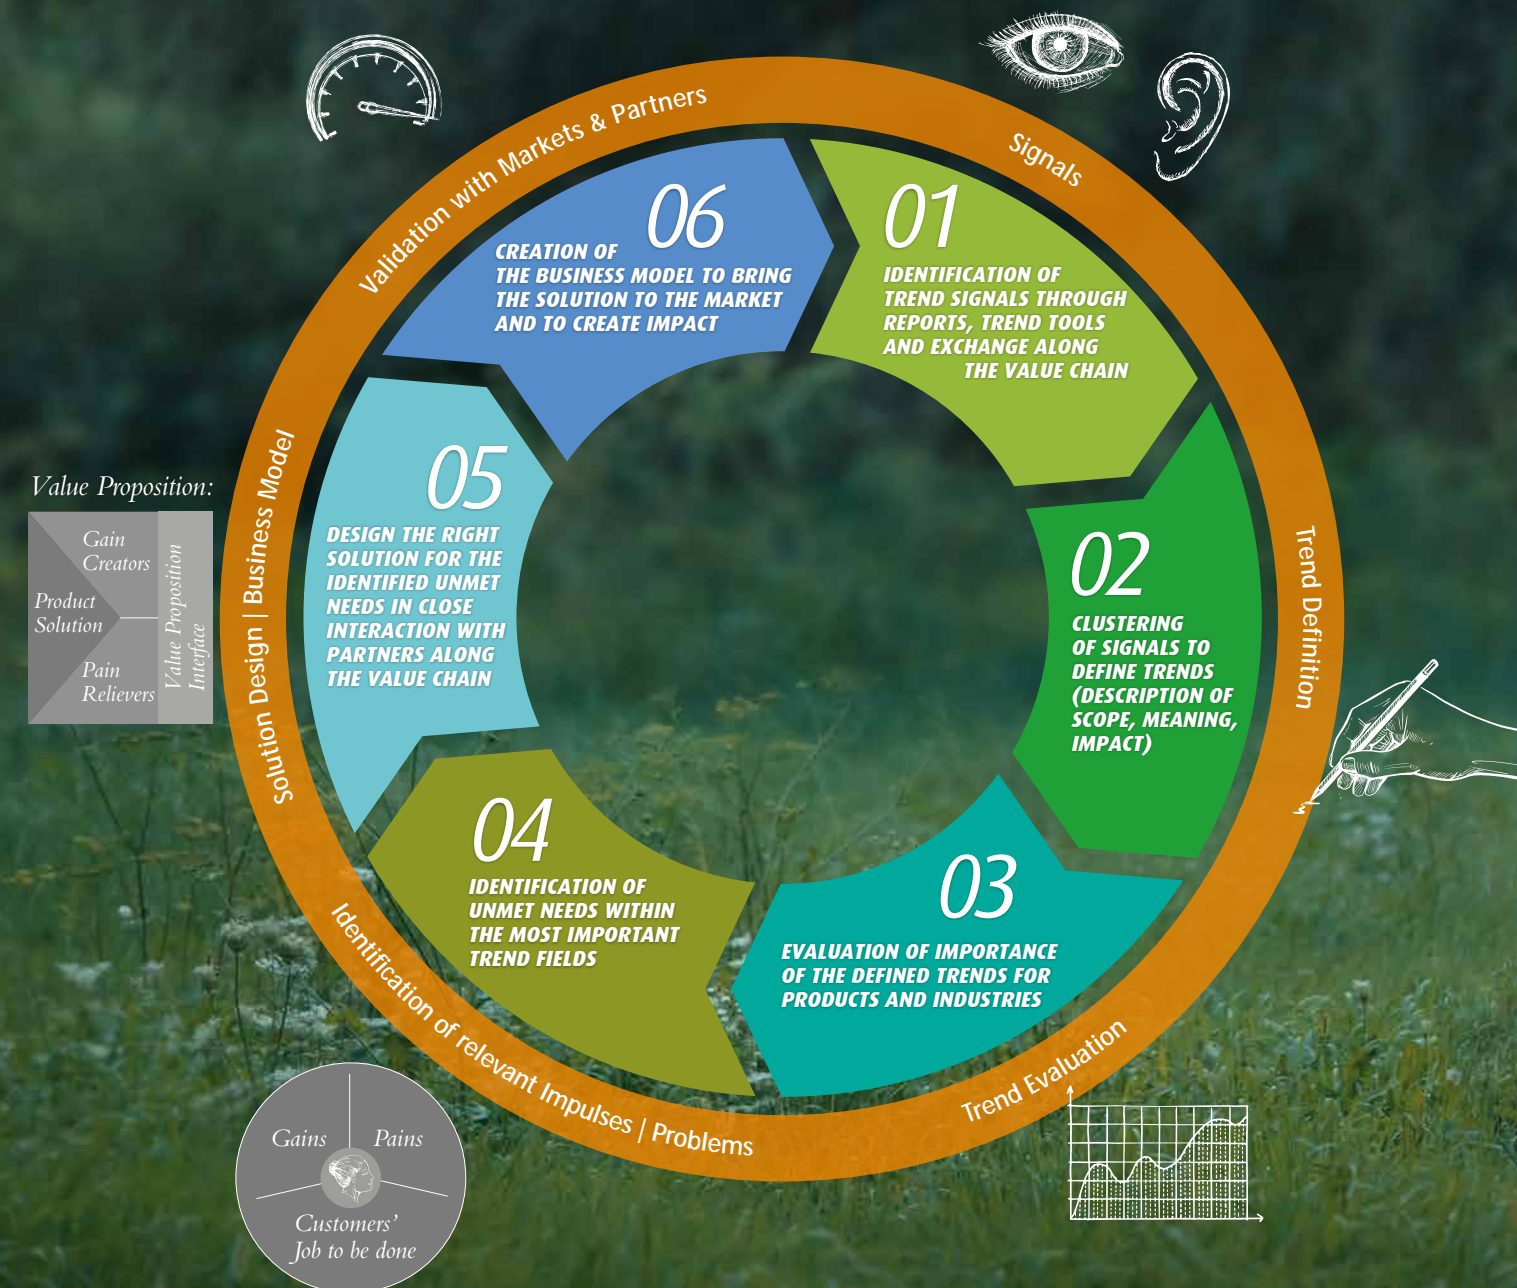 Validation with Markets & Partners
Signals
06
CREATION OF
THE BUSINESS MODEL TO BRING
THE SOLUTION TO THE MARKET
AND TO CREATE IMPACT
01
IDENTIFICATION OF
TREND SIGNALS THROUGH
REPORTS, TREND TOOLS
AND EXCHANGE ALONG
THE VALUE CHAIN
Trend Definition
02
CLUSTERING
OF SIGNALS TO
DEFINE TRENDS
(DESCRIPTION OF
SCOPE, MEANING,
IMPACT)
Trend Evaluation
03
EVALUATION OF IMPORTANCE
OF THE DEFINED TRENDS FOR
PRODUCTS AND INDUSTRIES
Identification of relevant Impulses | Problems
04
IDENTIFICATION OF
UNMET NEEDS WITHIN
THE MOST IMPORTANT
TREND FIELDS
Solution Design | Business Model
05
DESIGN THE RIGHT
SOLUTION FOR THE
IDENTIFIED UNMET
NEEDS IN CLOSE
INTERACTION WITH
PARTNERS ALONG
THE VALUE CHAIN
Value Proposition:
Gain
Creators
Product
Solution
Pain
Relievers
Value Proposition
Interface
Gains
Pains
Customers’
Job to be done